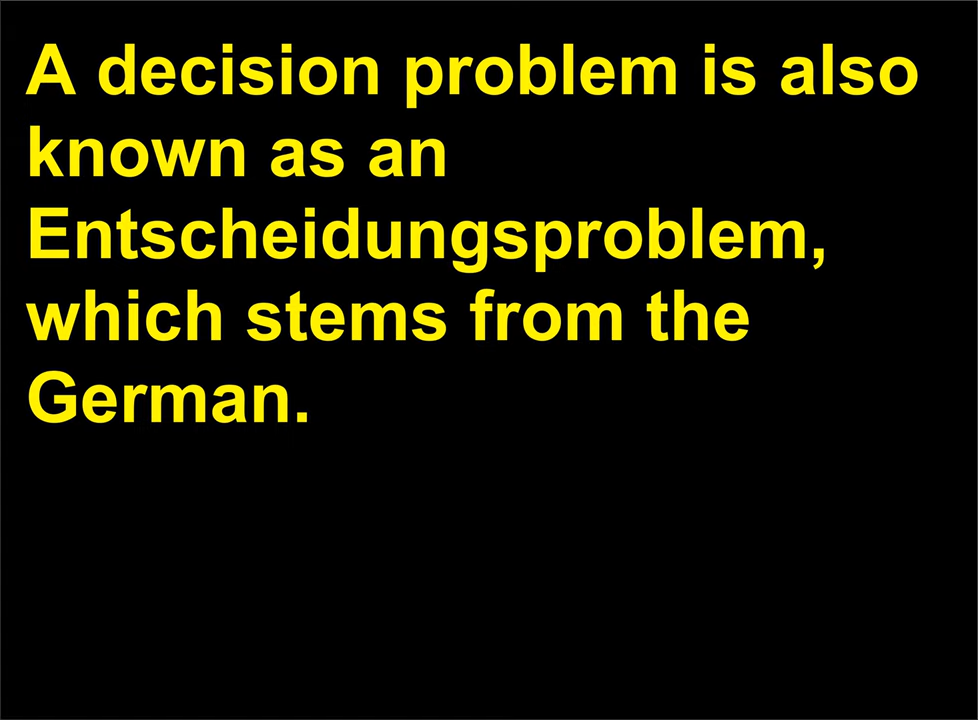 A decision problem is also
known as an
Entscheidungsproblem,
which stems from the
German.